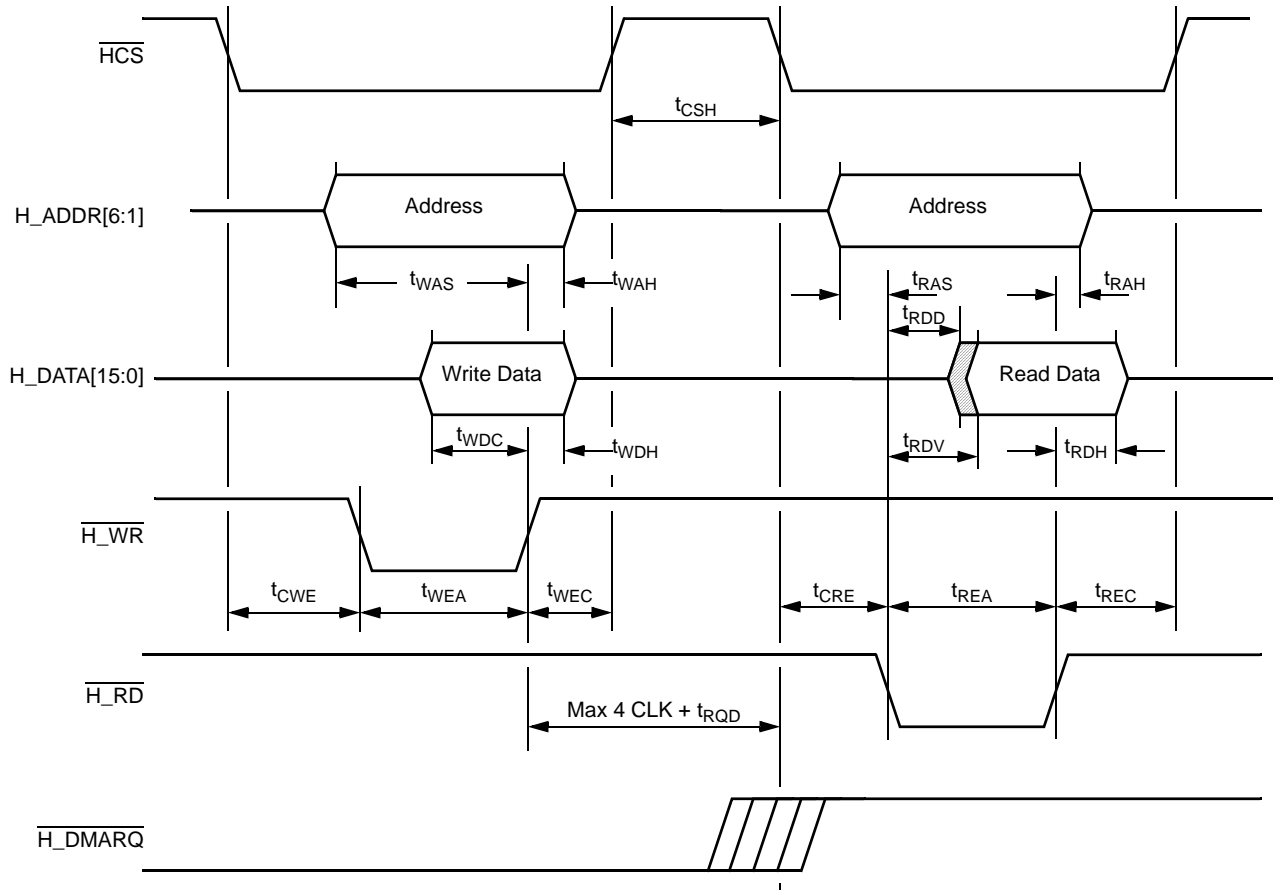 HCS
tCSH
H_ADDR[6:1]
Address
Address
tWAS
tWAH
tRAS
tRAH
tRDD
H_DATA[15:0]
Write Data
Read Data
tWDC
tWDH
tRDV
tRDH
H_WR
tCWE
tWEA
tWEC
tCRE
tREA
tREC
H_RD
Max 4 CLK + tRQD
H_DMARQ